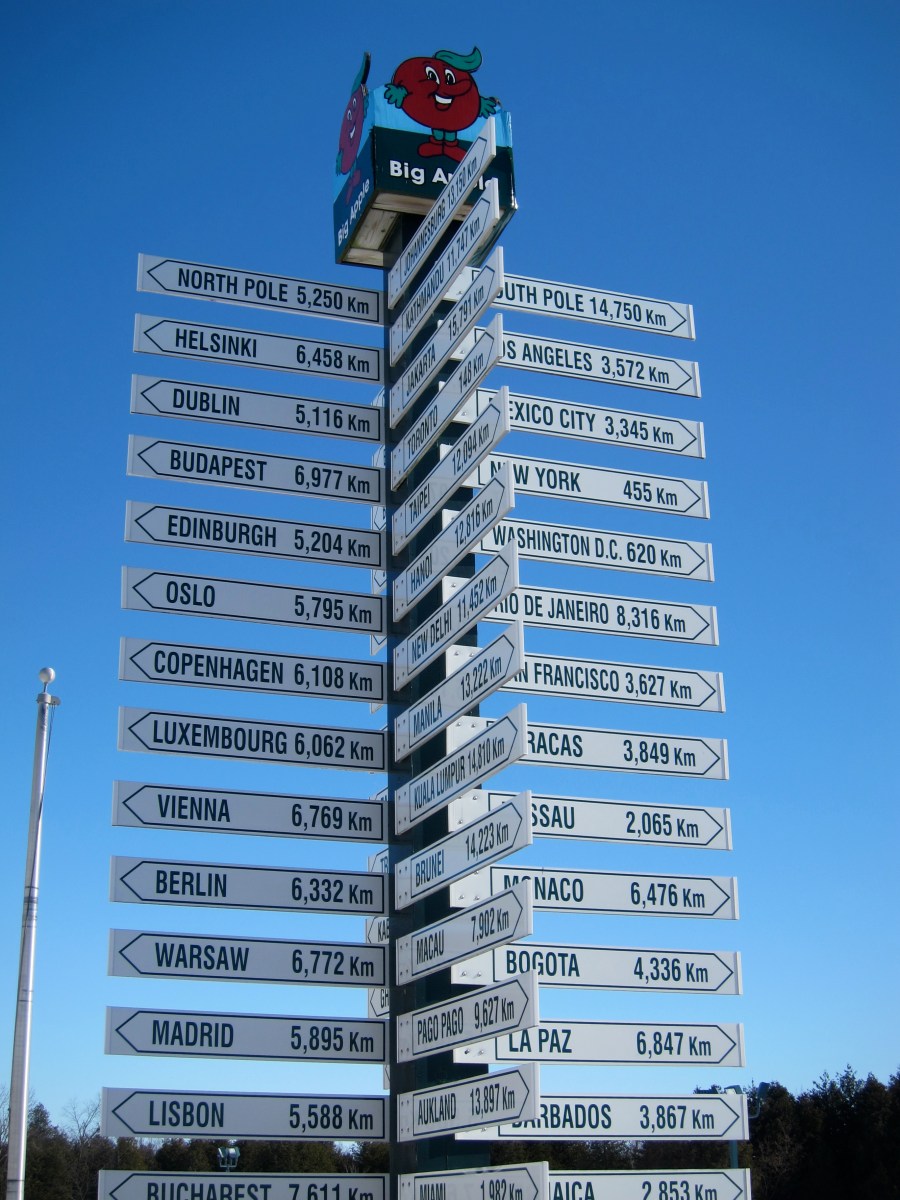 Big Apple
Big Apple
NORTH POLE 5,250 Km
HELSINKI 6,458 Km
DUBLIN 5,116 Km
BUDAPEST 6,977 Km
EDINBURGH 5,204 Km
OSLO 5,795 Km
COPENHAGEN 6,108 Km
LUXEMBOURG 6,062 Km
VIENNA 6,769 Km
BERLIN 6,332 Km
WARSAW 6,772 Km
MADRID 5,895 Km
LISBON 5,588 Km
BUCHAREST 7,611 Km
JOHANNESBURG 13,150 Km
KATHMANDU 11,747 Km
JAKARTA 15,791 Km
TORONTO 148 Km
TAIPEI 12,094 Km
HANOI 12,816 Km
NEW DELHI 11,452 Km
MANILA 13,222 Km
KUALA LUMPUR 14,810 Km
BRUNEI 14,223 Km
MACAU 7,902 Km
PAGO PAGO 9,627 Km
AUKLAND 13,897 Km
MIAMI 1,982 Km
OUTH POLE 14,750 Km
OS ANGELES 3,572 Km
EXICO CITY 3,345 Km
NEW YORK 455 Km
WASHINGTON D.C. 620 Km
RIO DE JANEIRO 8,316 Km
AN FRANCISCO 3,627 Km
RACAS 3,849 Km
SSAU 2,065 Km
MONACO 6,476 Km
BOGOTA 4,336 Km
LA PAZ 6,847 Km
BARBADOS 3,867 Km
AICA 2,853 Km